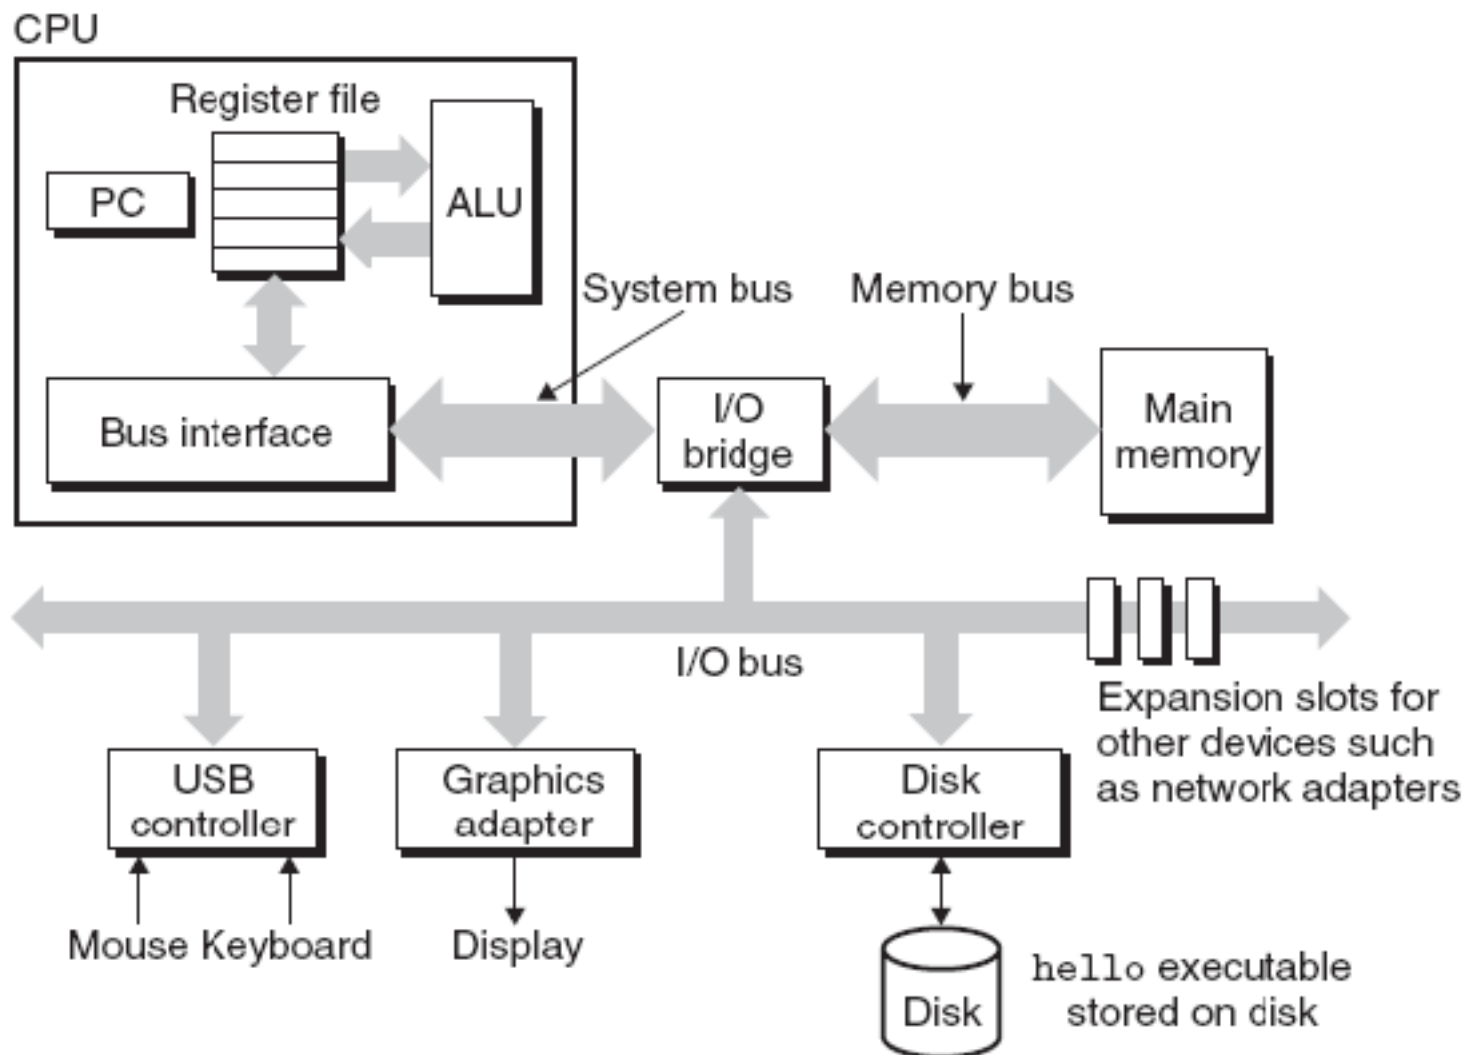 CPU
Register file
PC
ALU
System bus
Memory bus
Bus interface
I/O
bridge
Main
memory
I/O bus
Expansion slots for
other devices such
as network adapters
USB
controller
Graphics
adapter
Disk
controller
Mouse
Keyboard
Display
Disk
hello executable
stored on disk